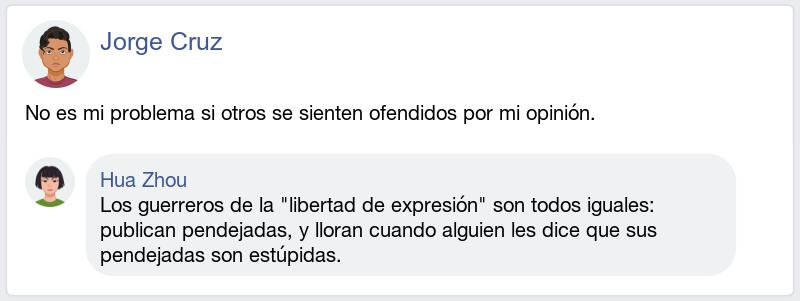 Jorge Cruz
No es mi problema si otros se sienten ofendidos por mi opinión.
Hua Zhou
Los guerreros de la "libertad de expresión" son todos iguales:
publican pendejadas, y lloran cuando alguien les dice que sus
pendejadas son estúpidas.